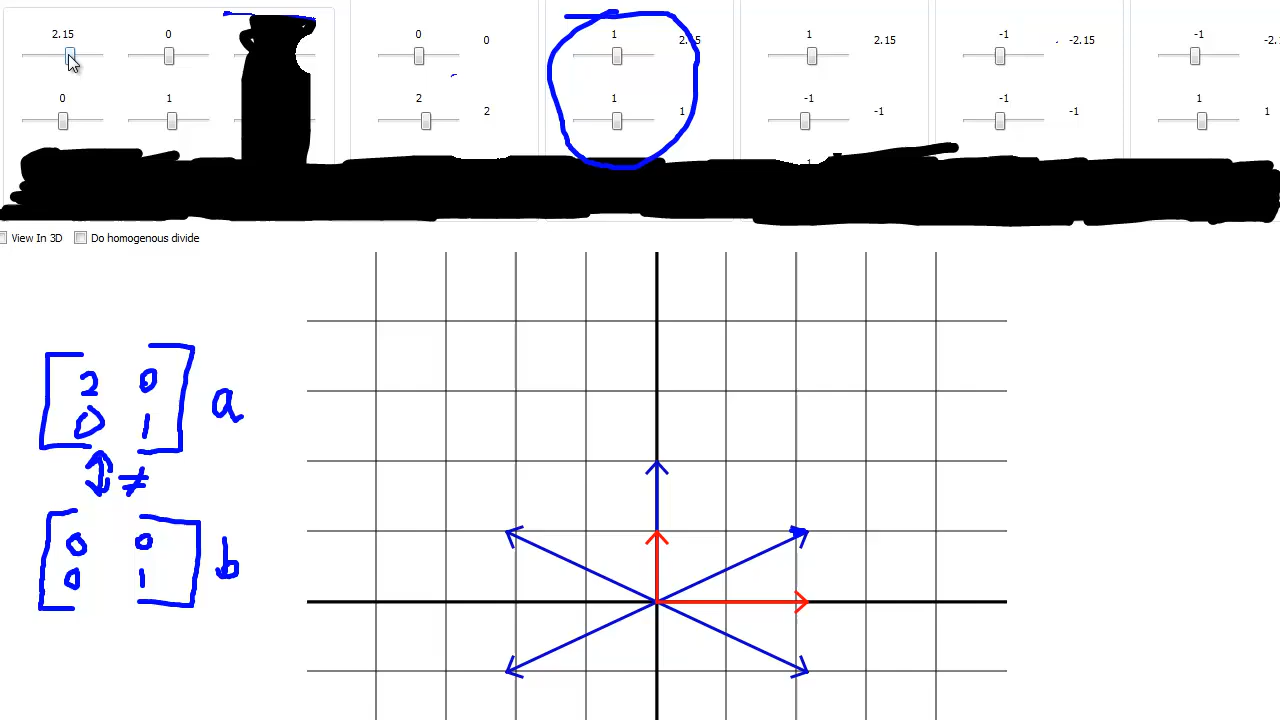 2.15 0 0 0 1 2.15 1 2.15 -1 -2.15 -1
0 1 2 2 1 1 -1 -1 -1 -1 1 1
View In 3D Do homogenous divide
2 0
0 1 a
≠
0 0
0 1 b